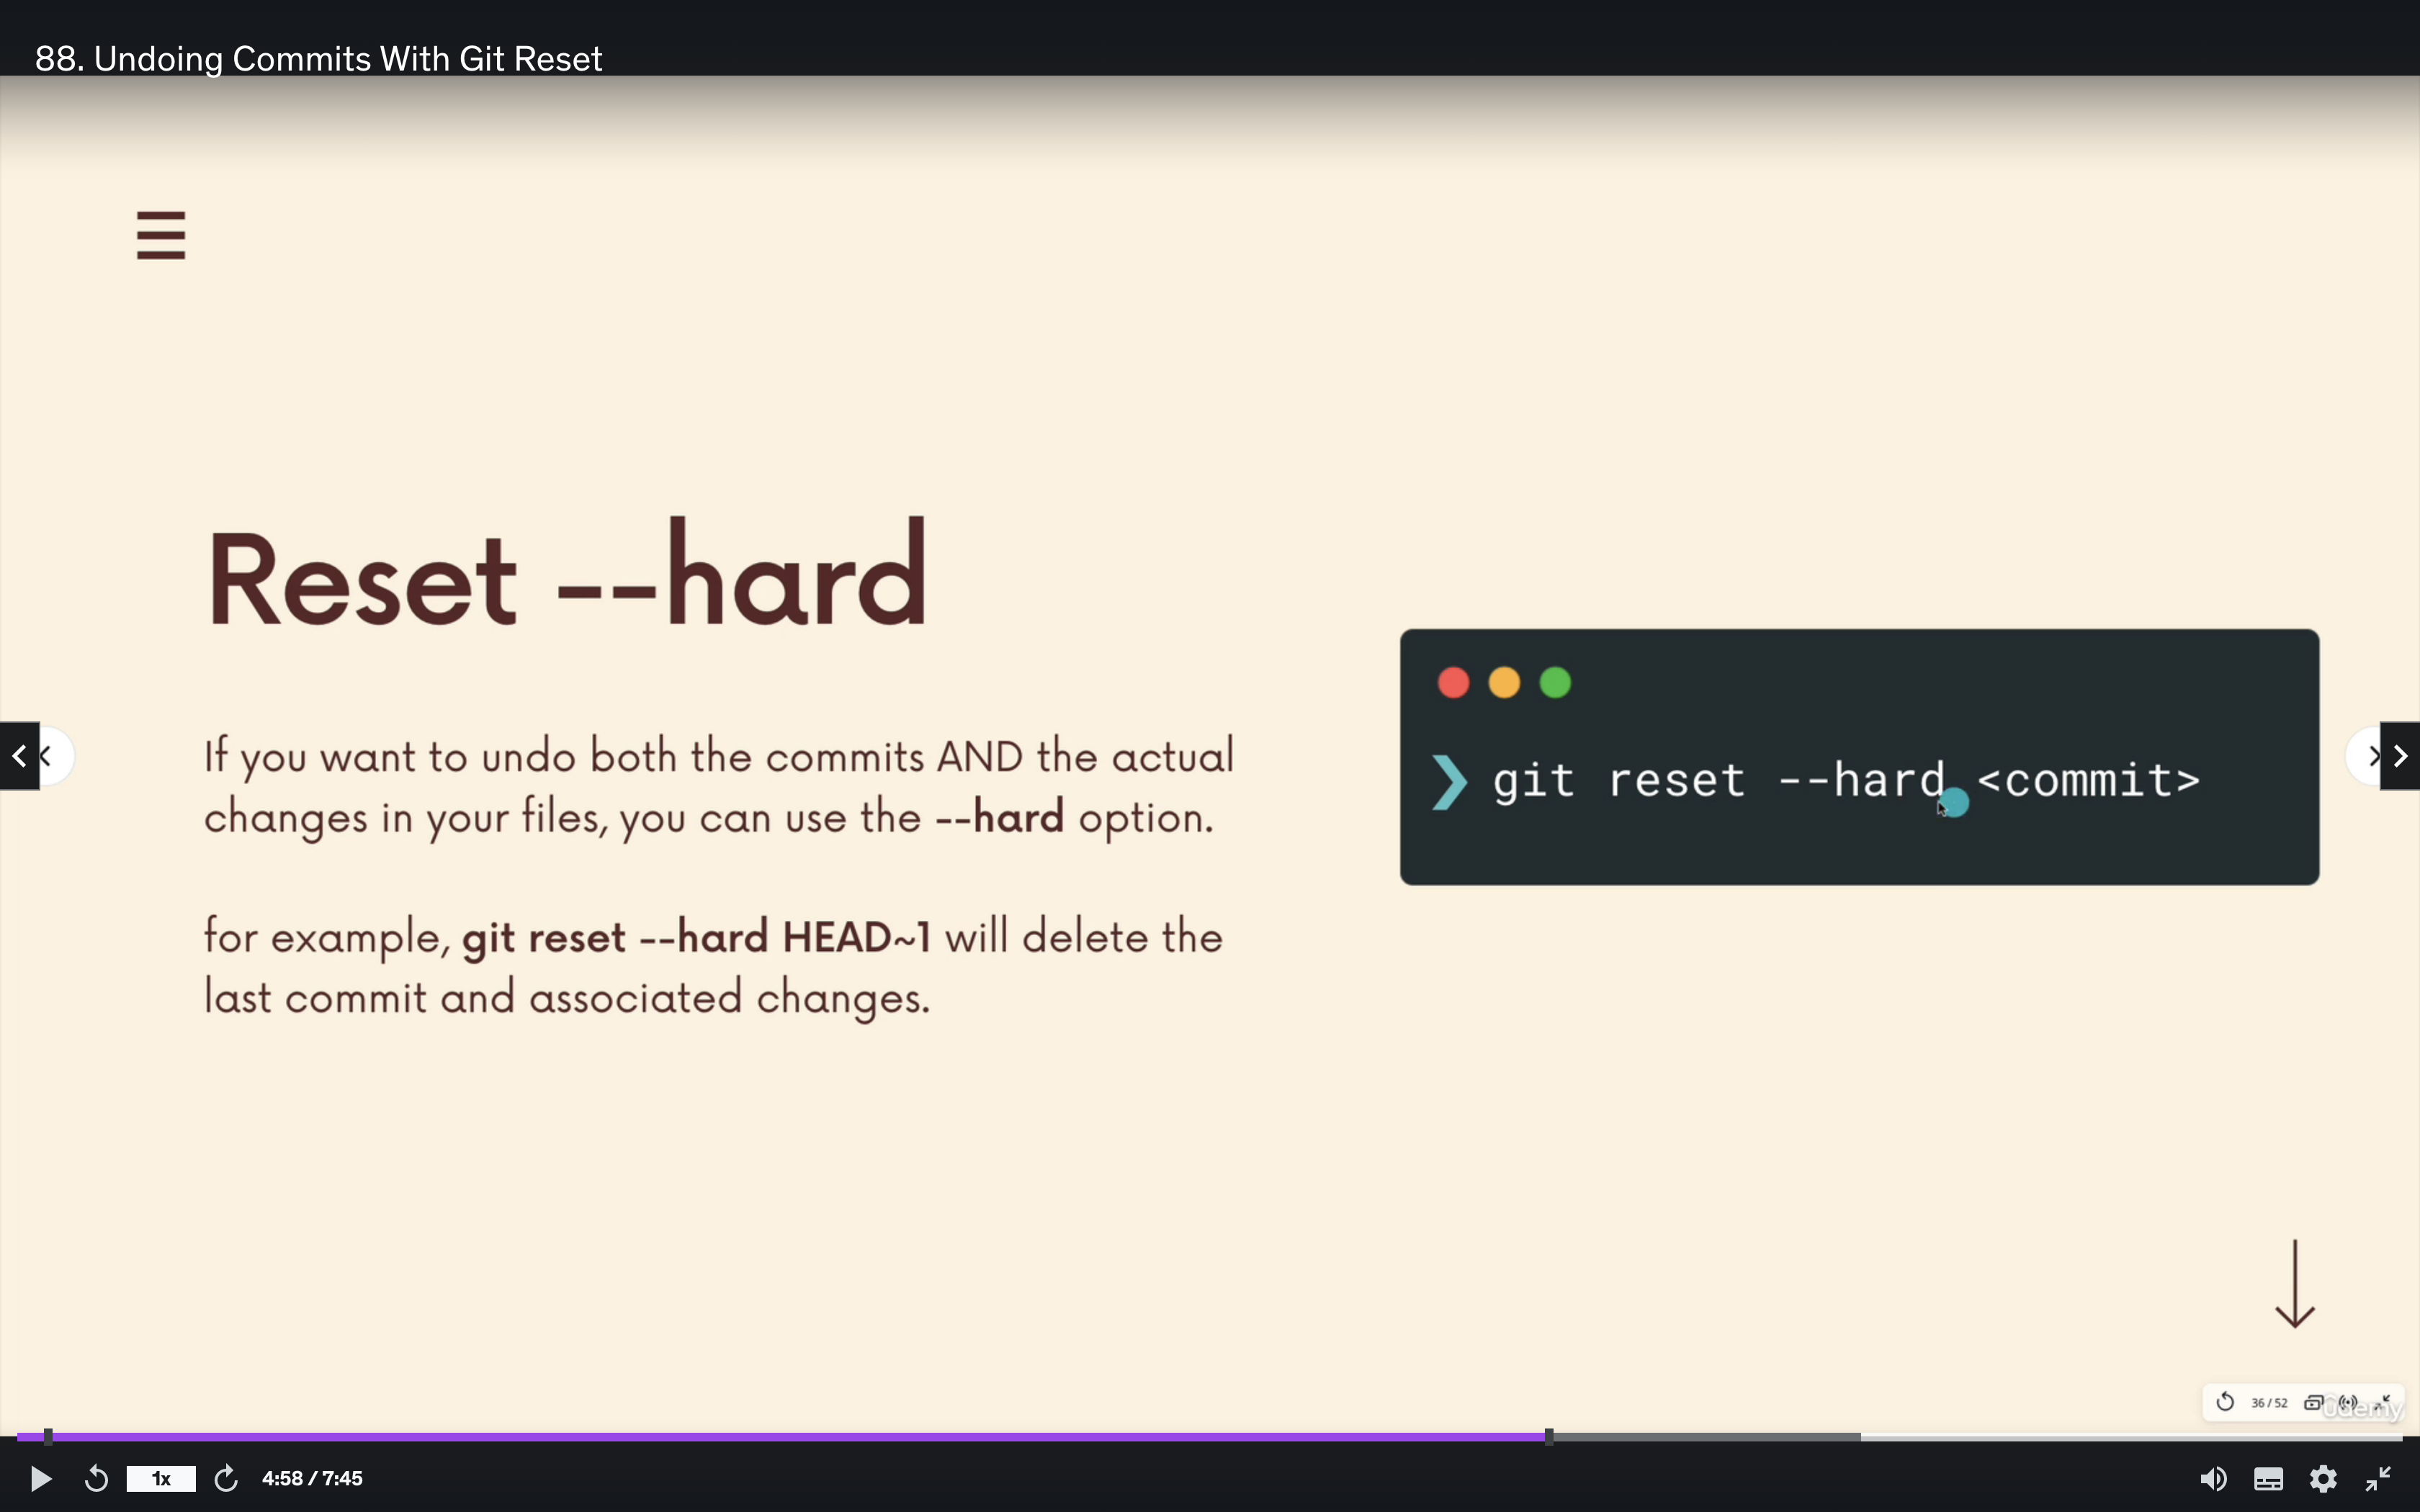 88. Undoing Commits With Git Reset
Reset --hard
If you want to undo both the commits AND the actual
changes in your files, you can use the --hard option.
for example, git reset --hard HEAD~1 will delete the
last commit and associated changes.
❯ git reset --hard <commit>
36 / 52
Udemy
1x
4:58 / 7:45